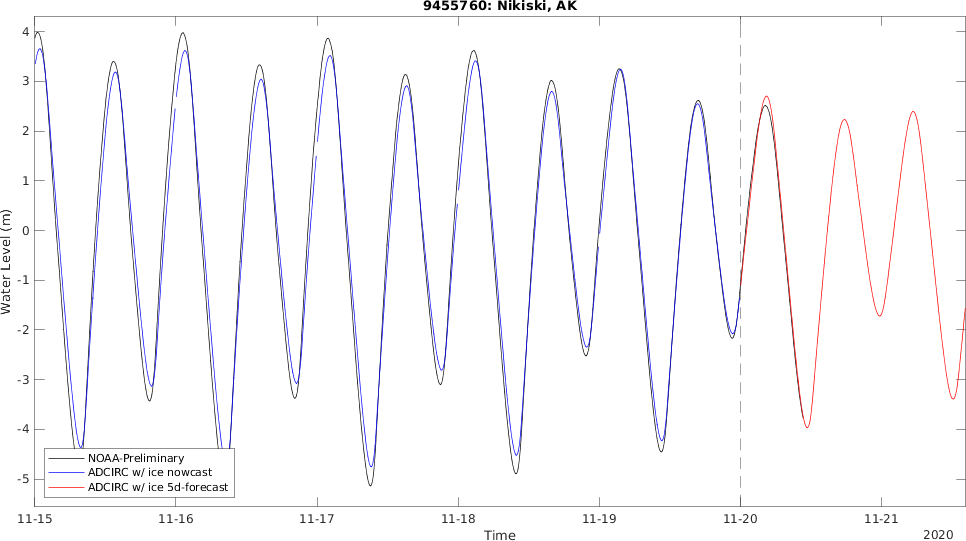 9455760: Nikiski, AK
4
3
2
1
0
-1
-2
-3
-4
-5
Water Level (m)
NOAA-Preliminary
ADCIRC w/ ice nowcast
ADCIRC w/ ice 5d-forecast
11-15 11-16 11-17 11-18 11-19 11-20 11-21
Time
2020